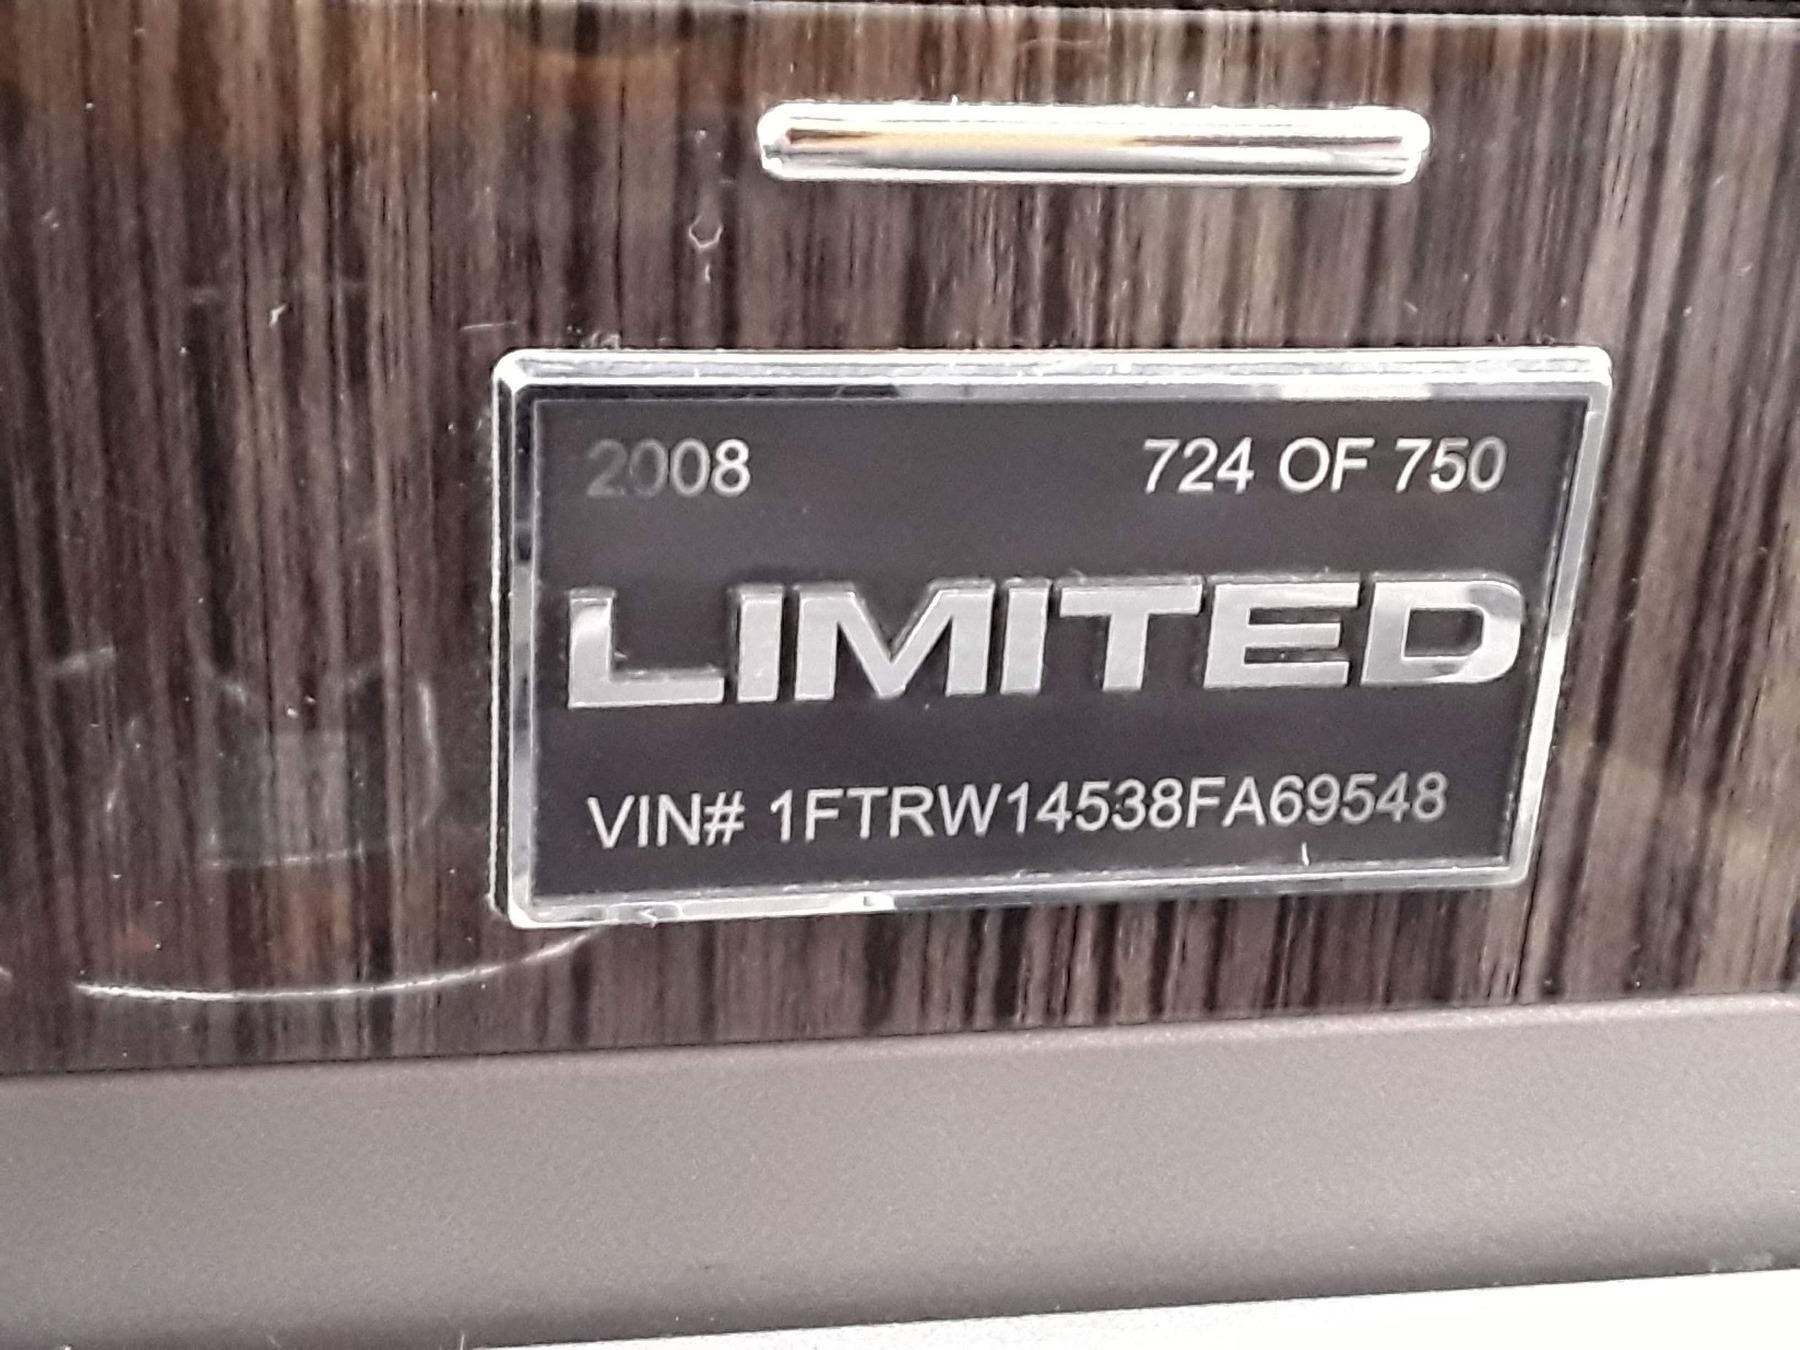 2008 724 OF 750
LIMITED
VIN# 1FTRW14538FA69548